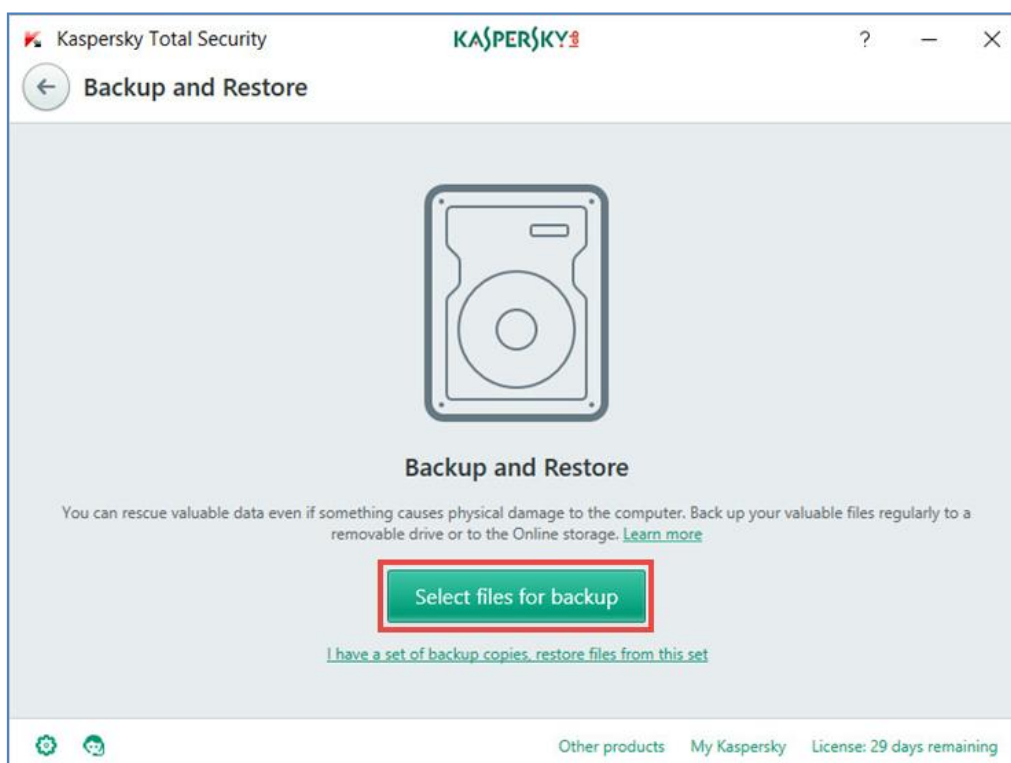 Kaspersky Total Security
KASPERSKY
?
Backup and Restore
Backup and Restore
You can rescue valuable data even if something causes physical damage to the computer. Back up your valuable files regularly to a
removable drive or to the Online storage. Learn more
Select files for backup
I have a set of backup copies, restore files from this set
Other products My Kaspersky License: 29 days remaining